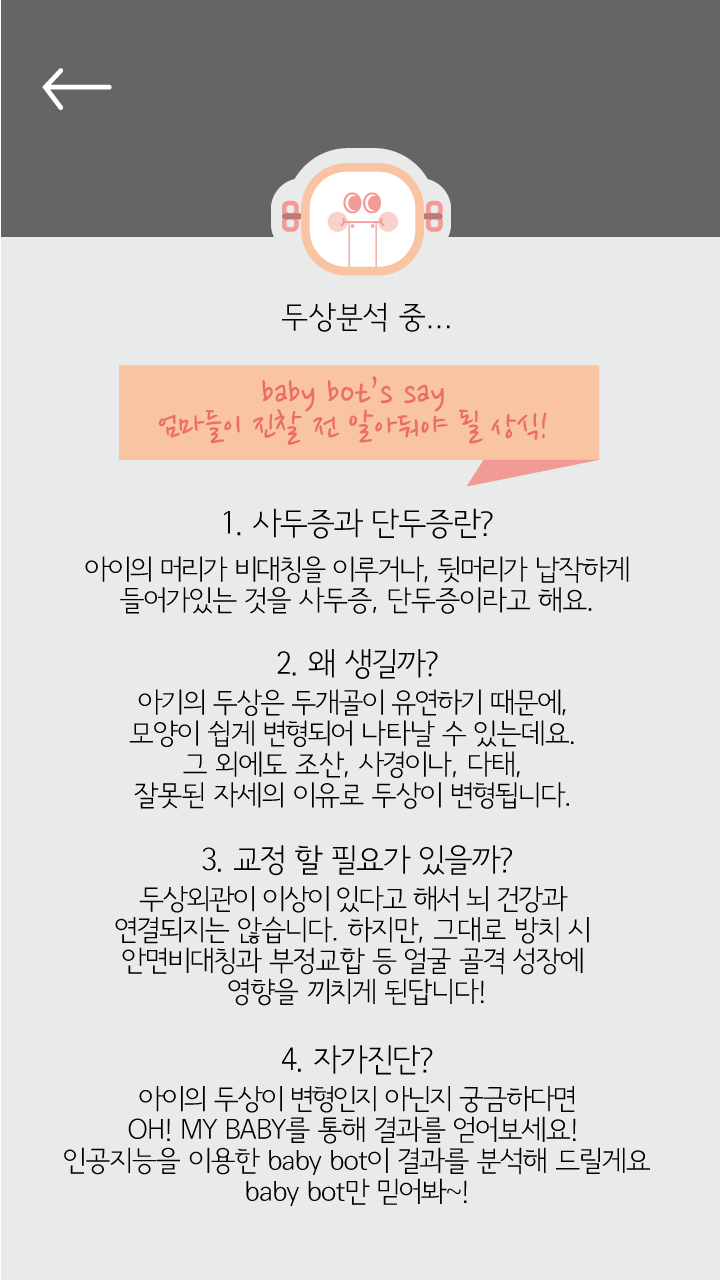 두상분석 중...
baby bot's say
엄마들이 진찰 전 알아둬야 필 상식!
1. 사두증과 단두증란?
아이의 머리가 비대칭을 이루거나, 뒷머리가 납작하게
들어가있는 것을 사두증, 단두증이라고 해요.
2. 왜 생길까?
아기의 두상은 두개골이 유연하기 때문에,
모양이 쉽게 변형되어 나타날 수 있는데요.
그 외에도 조산, 사경이나, 다태,
잘못된 자세의 이유로 두상이 변형됩니다.
3. 교정 할 필요가 있을까?
두상외관이 이상이 있다고 해서 뇌 건강과
연결되지는 않습니다. 하지만, 그대로 방치 시
안면비대칭과 부정교합 등 얼굴 골격 성장에
영향을 끼치게 된답니다!
4. 자가진단?
아이의 두상이 변형인지 아닌지 궁금하다면
OH! MY BABY를 통해 결과를 얻어보세요!
인공지능을 이용한 baby bot이 결과를 분석해 드릴게요
baby bot만 믿어봐~!